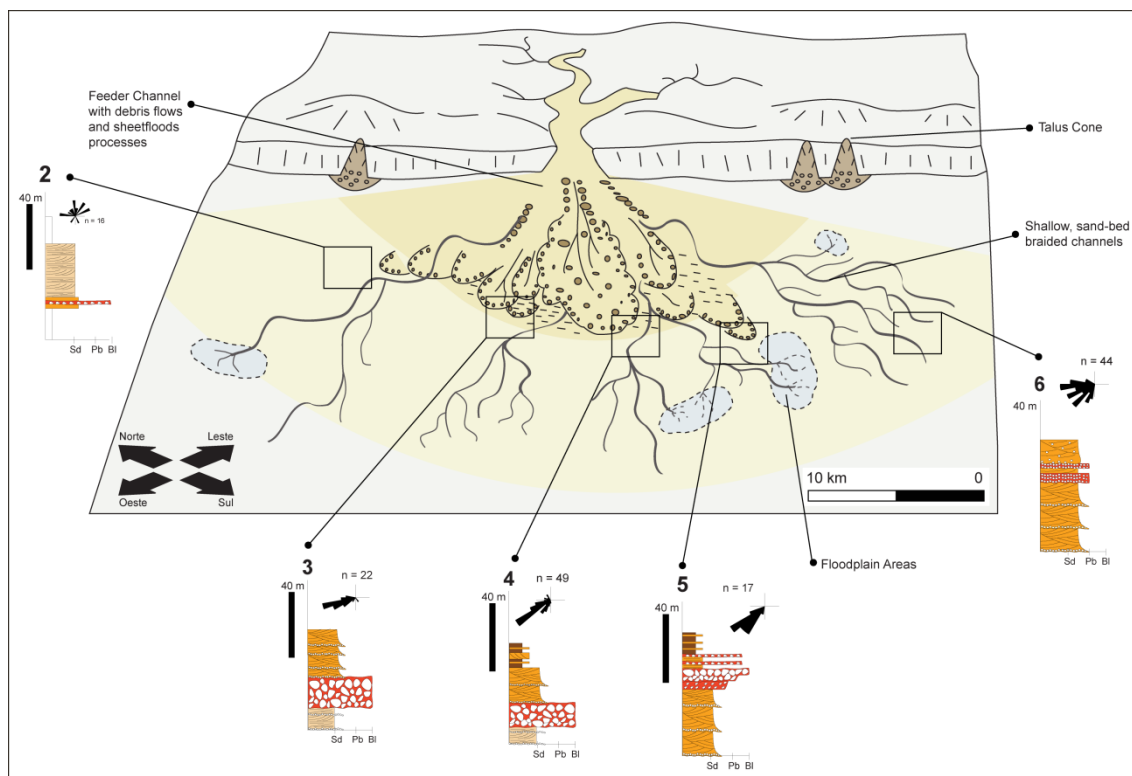 Feeder Channel
with debris flows
and sheetfloods
processes
Talus Cone
2
40 m
n = 16
Sd Pb Bl
Shallow, sand-bed
braided channels
6
n = 44
40 m
Sd Pb Bl
Norte Leste
Oeste Sul
10 km 0
Floodplain Areas
3
n = 22
40 m
Sd Pb Bl
4
n = 49
40 m
Sd Pb Bl
5
n = 17
40 m
Sd Pb Bl